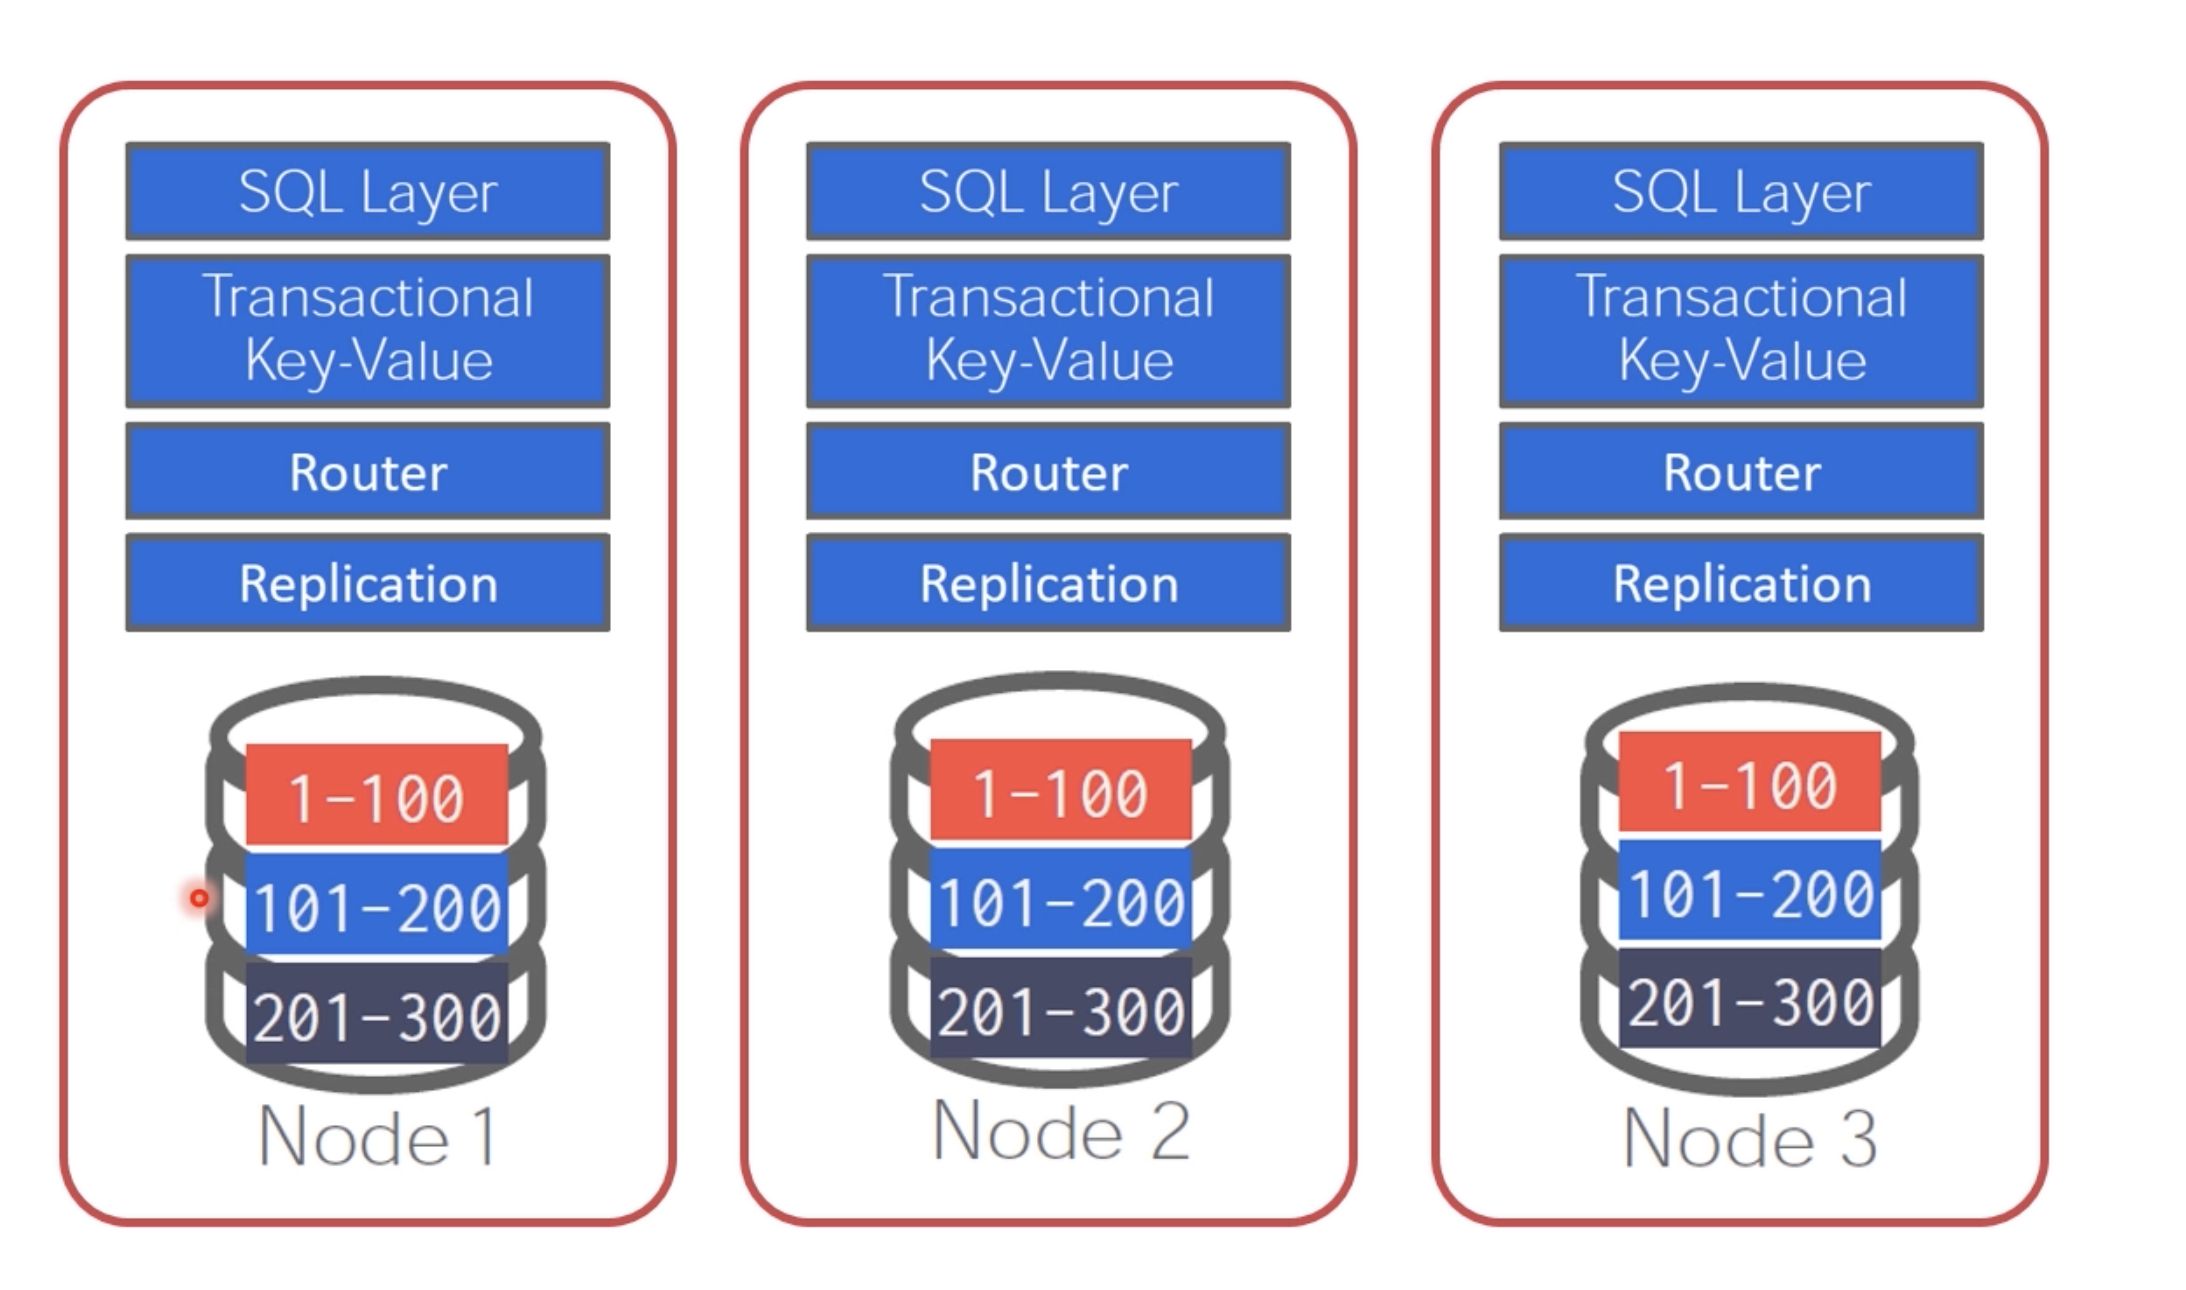 SQL Layer
Transactional
Key-Value
Router
Replication
1-100
101-200
201-300
Node 1
SQL Layer
Transactional
Key-Value
Router
Replication
1-100
101-200
201-300
Node 2
SQL Layer
Transactional
Key-Value
Router
Replication
1-100
101-200
201-300
Node 3